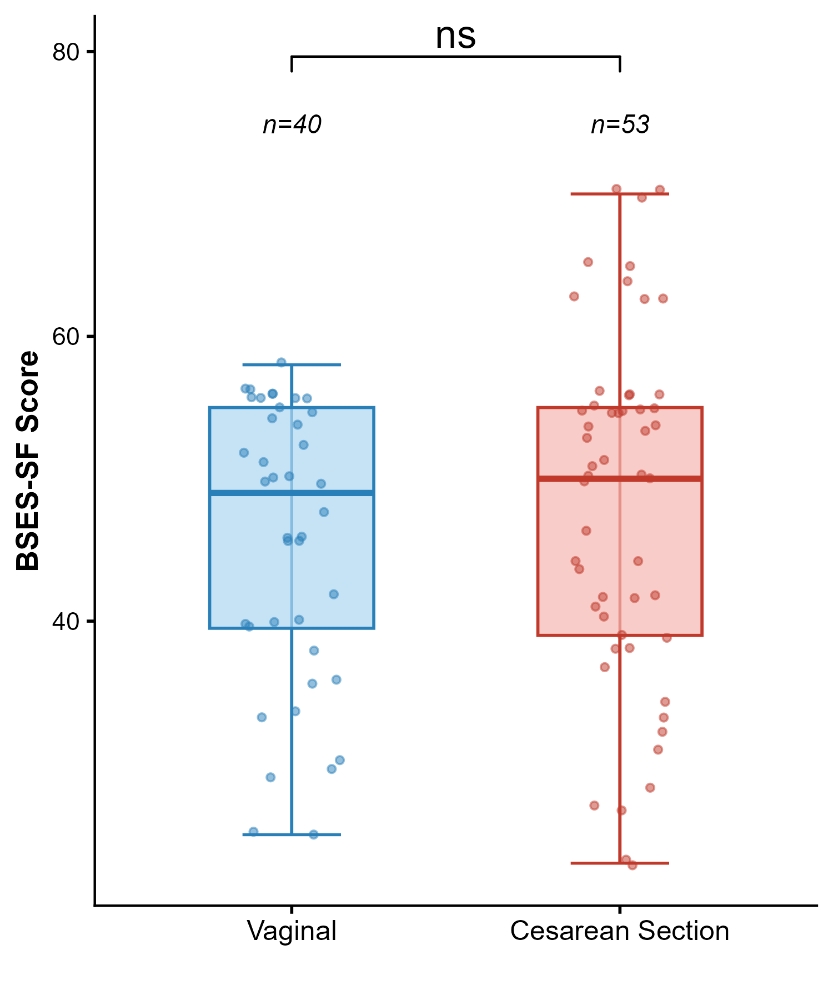 ns
80
n=40
n=53
60
BSES-SF Score
40
Vaginal
Cesarean Section